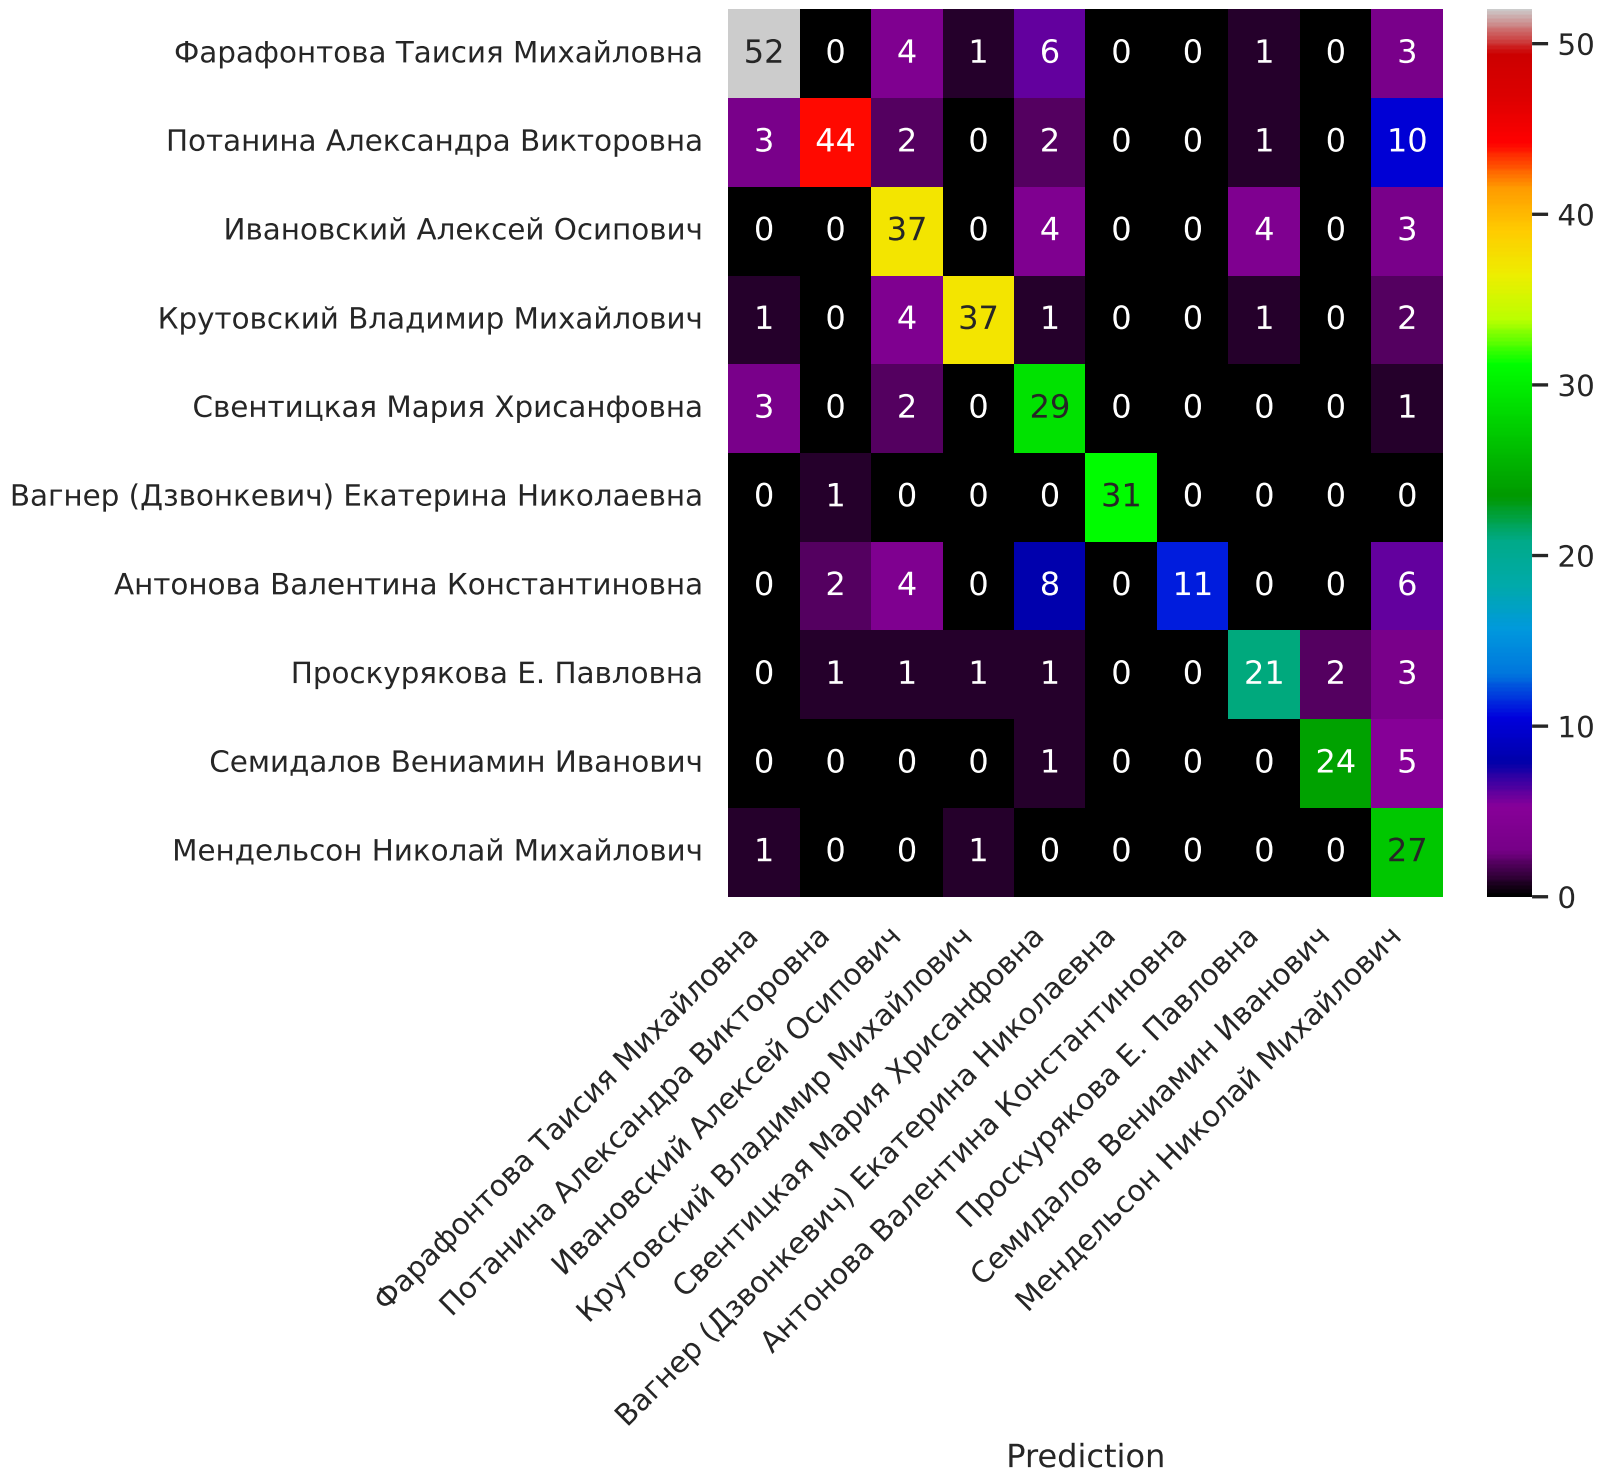 Фарафонтова Таисия Михайловна 52 0 4 1 6 0 0 1 0 3
Потанина Александра Викторовна 3 44 2 0 2 0 0 1 0 10
Ивановский Алексей Осипович 0 0 37 0 4 0 0 4 0 3
Крутовский Владимир Михайлович 1 0 4 37 1 0 0 1 0 2
Свентицкая Мария Хрисанфовна 3 0 2 0 29 0 0 0 0 1
Вагнер (Дзвонкевич) Екатерина Николаевна 0 1 0 0 0 31 0 0 0 0
Антонова Валентина Константиновна 0 2 4 0 8 0 11 0 0 6
Проскурякова Е. Павловна 0 1 1 1 1 0 0 21 2 3
Семидалов Вениамин Иванович 0 0 0 0 1 0 0 0 24 5
Мендельсон Николай Михайлович 1 0 0 1 0 0 0 0 0 27
50
40
30
20
10
0
Фарафонтова Таисия Михайловна
Потанина Александра Викторовна
Ивановский Алексей Осипович
Крутовский Владимир Михайлович
Свентицкая Мария Хрисанфовна
Вагнер (Дзвонкевич) Екатерина Николаевна
Антонова Валентина Константиновна
Проскурякова Е. Павловна
Семидалов Вениамин Иванович
Мендельсон Николай Михайлович
Prediction